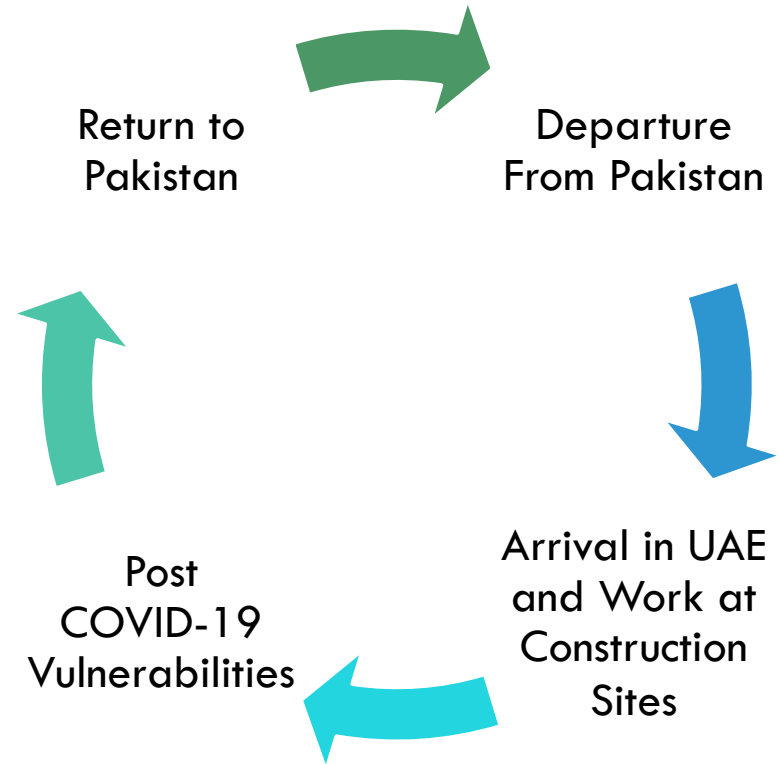 Return to
Pakistan
Departure
From Pakistan
Arrival in UAE
and Work at
Construction
Sites
Post
COVID-19
Vulnerabilities